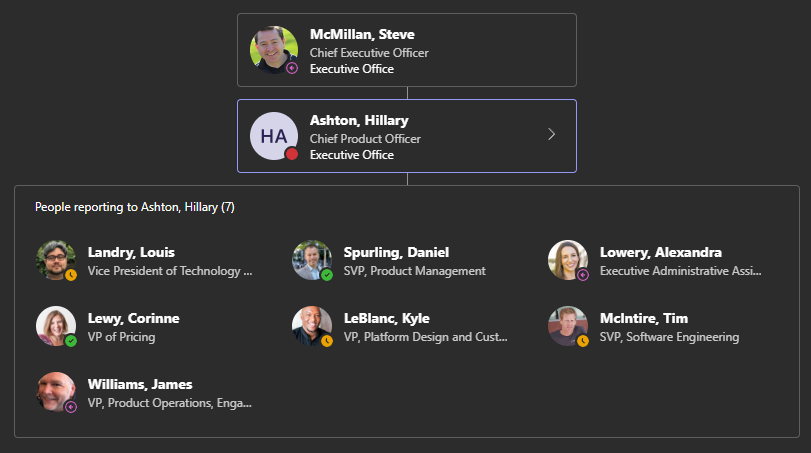 McMillan, Steve
Chief Executive Officer
Executive Office
HA
Ashton, Hillary
Chief Product Officer
Executive Office
People reporting to Ashton, Hillary (7)
Landry, Louis
Vice President of Technology ...
Spurling, Daniel
SVP, Product Management
Lowery, Alexandra
Executive Administrative Assi...
Lewy, Corinne
VP of Pricing
LeBlanc, Kyle
VP, Platform Design and Cust...
McIntire, Tim
SVP, Software Engineering
Williams, James
VP, Product Operations, Enga...